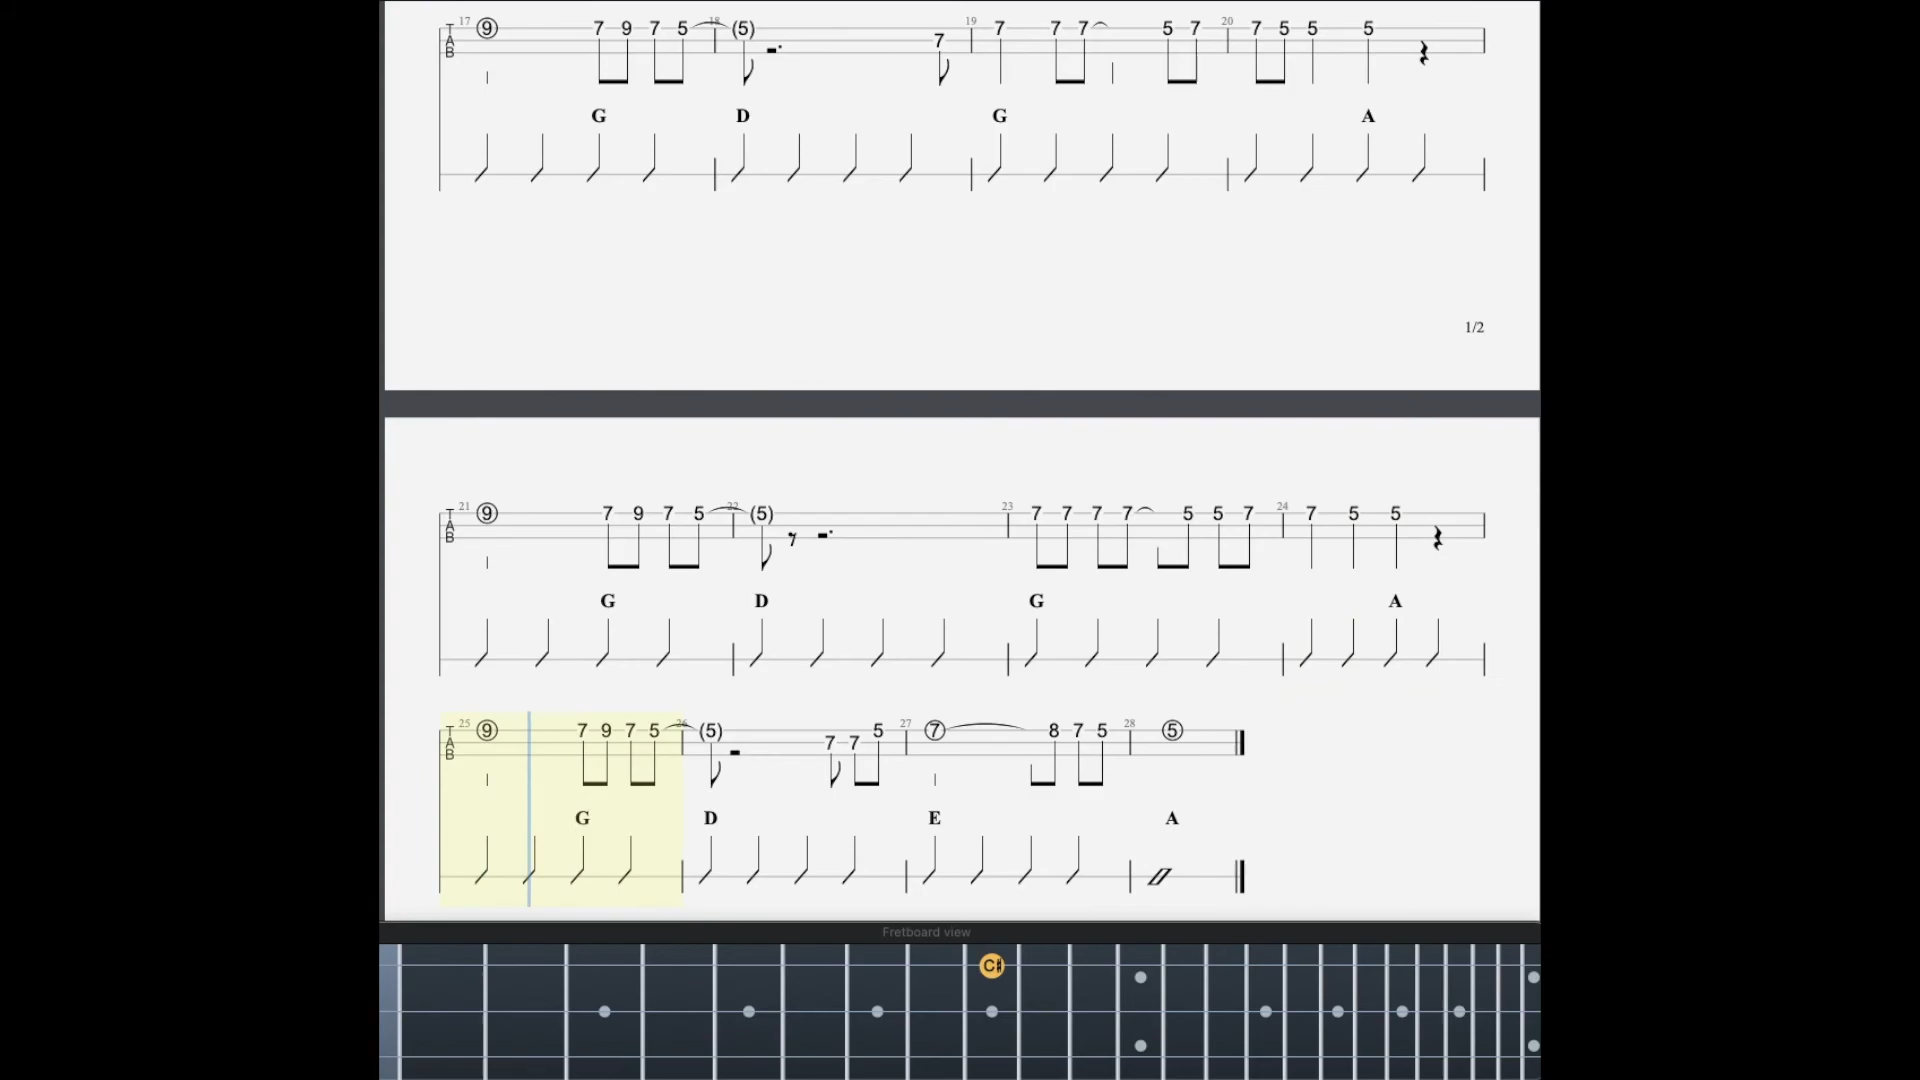 17 9 7 9 7 5 18 (5) 7 19 7 7 7 5 7 20 7 5 5 5
TAB
G D G A
1/2
21 9 7 9 7 5 22 (5) 23 7 7 7 7 5 5 7 24 7 5 5
TAB
G D G A
25 9 7 9 7 5 26 (5) 7 7 5 27 7 8 7 5 28 5
TAB
G D E A
Fretboard view
C#